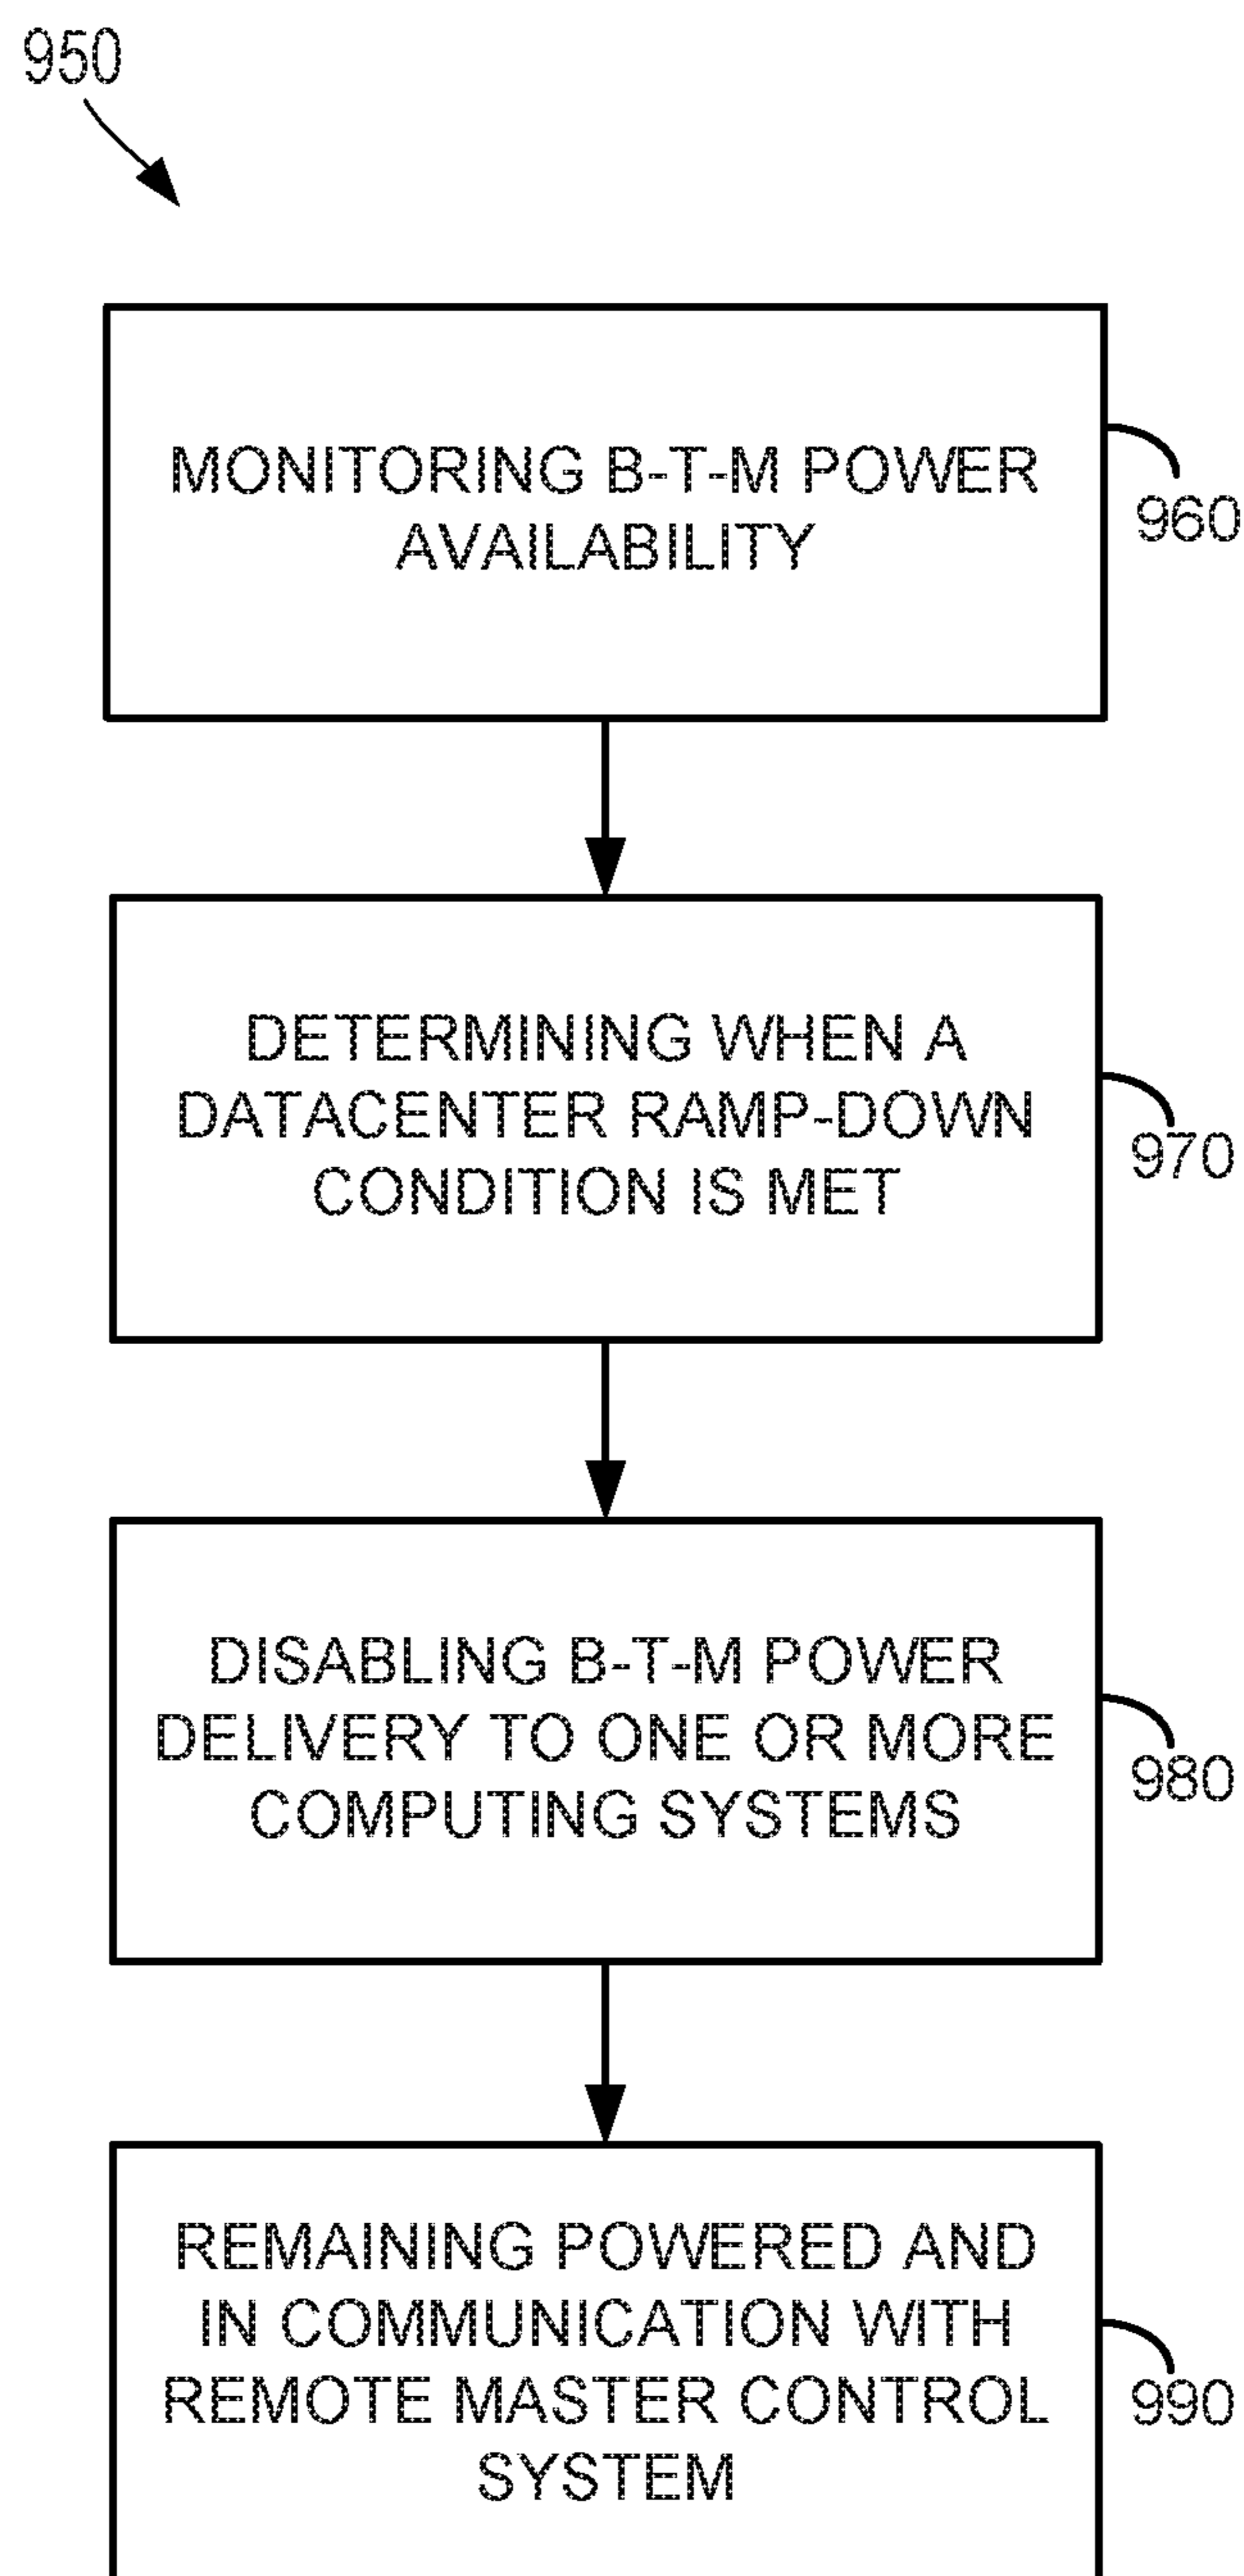 950
MONITORING B-T-M POWER
AVAILABILITY
960
DETERMINING WHEN A
DATACENTER RAMP-DOWN
CONDITION IS MET
970
DISABLING B-T-M POWER
DELIVERY TO ONE OR MORE
COMPUTING SYSTEMS
980
REMAINING POWERED AND
IN COMMUNICATION WITH
REMOTE MASTER CONTROL
SYSTEM
990